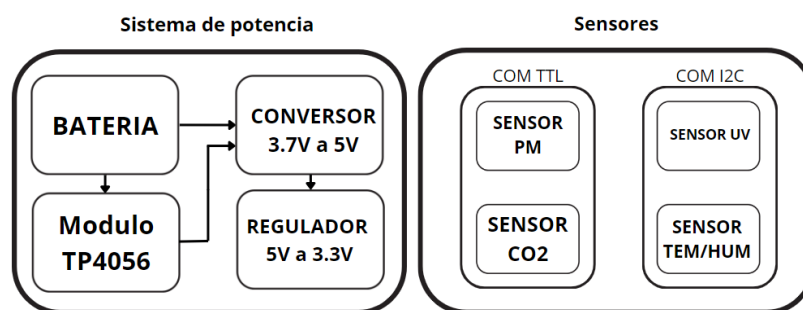 Sistema de potencia
Sensores
BATERIA
CONVERSOR
3.7V a 5V
Modulo
TP4056
REGULADOR
5V a 3.3V
COM TTL
COM I2C
SENSOR
PM
SENSOR UV
SENSOR
CO2
SENSOR
TEM/HUM